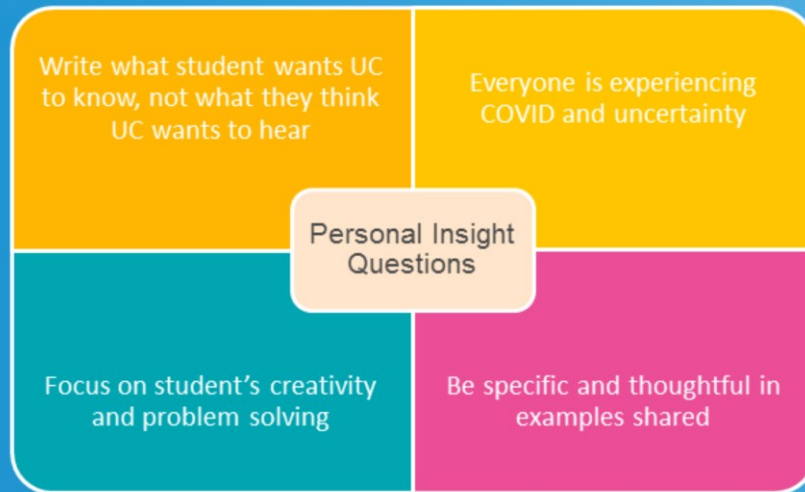 Write what student wants UC
to know, not what they think
UC wants to hear
Everyone is experiencing
COVID and uncertainty
Personal Insight
Questions
Focus on student's creativity
and problem solving
Be specific and thoughtful in
examples shared